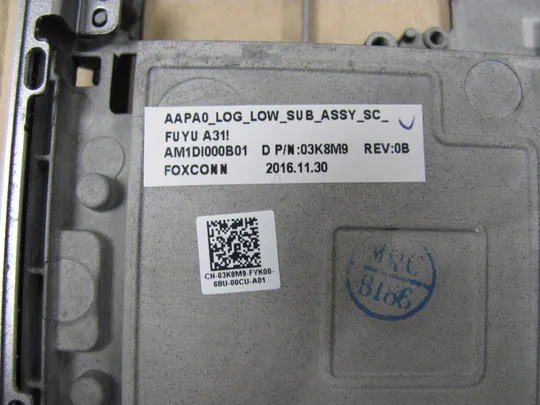 AAPA0_LOG_LOW_SUB_ASSY_SC_
FUYU A31!
AM1DI000B01 D P/N:03K8M9 REV:0B
FOXCONN 2016.11.30
CN-03K8M9-FYK00-
6BU-00CU-A01